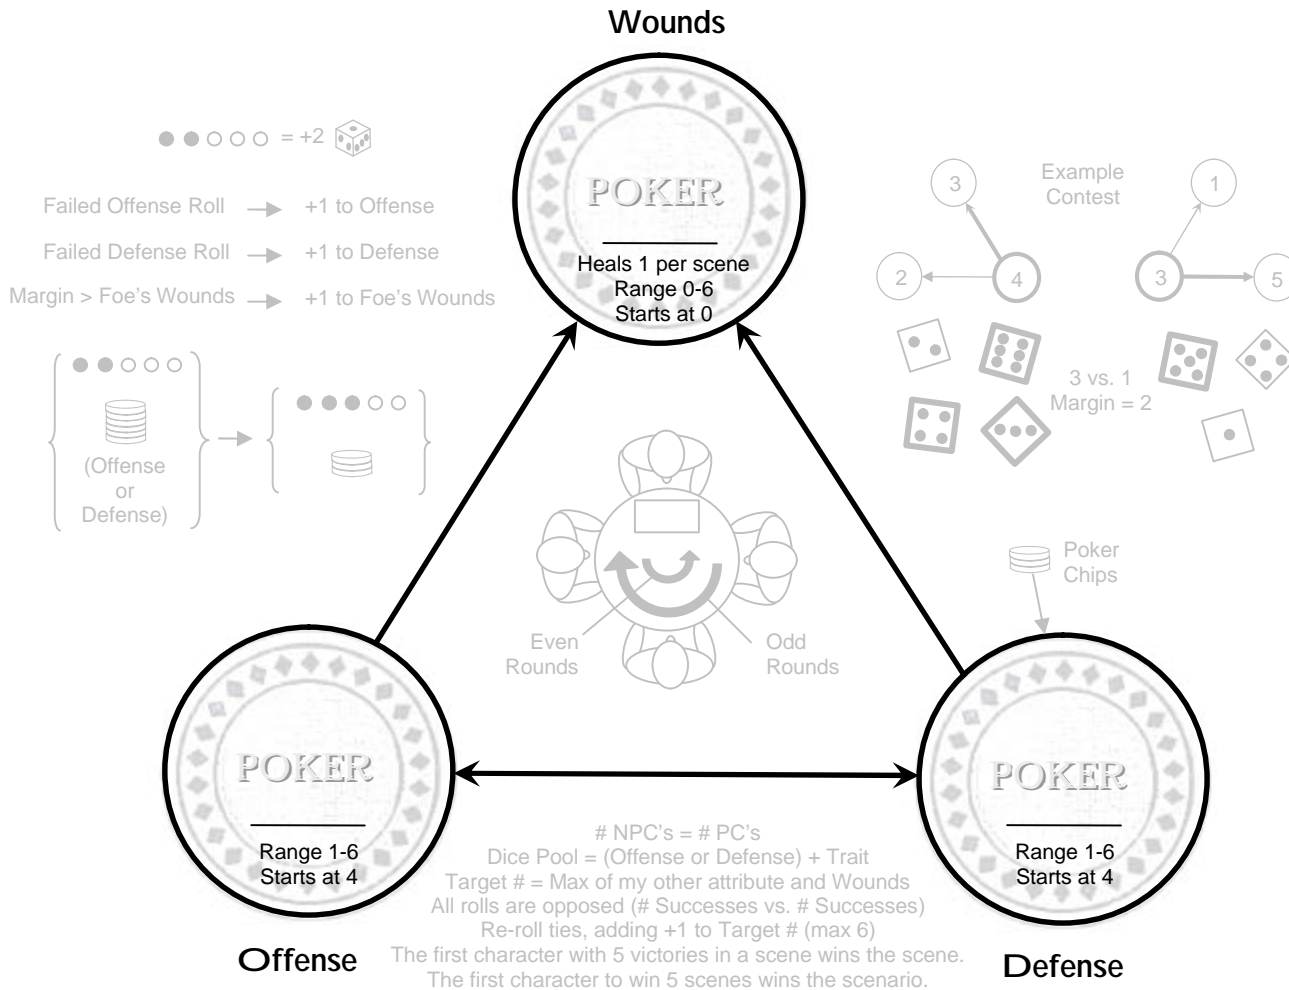 Wounds
= +2
Failed Offense Roll +1 to Offense
Failed Defense Roll +1 to Defense
Margin > Foe's Wounds +1 to Foe's Wounds
(Offense
or
Defense)
POKER
Heals 1 per scene
Range 0-6
Starts at 0
Example
Contest
3
2
4
1
3
5
3 vs. 1
Margin = 2
Poker
Chips
Even
Rounds
Odd
Rounds
POKER
Range 1-6
Starts at 4
Offense
POKER
Range 1-6
Starts at 4
Defense
# NPC's = # PC's
Dice Pool = (Offense or Defense) + Trait
Target # = Max of my other attribute and Wounds
All rolls are opposed (# Successes vs. # Successes)
Re-roll ties, adding +1 to Target # (max 6)
The first character with 5 victories in a scene wins the scene.
The first character to win 5 scenes wins the scenario.